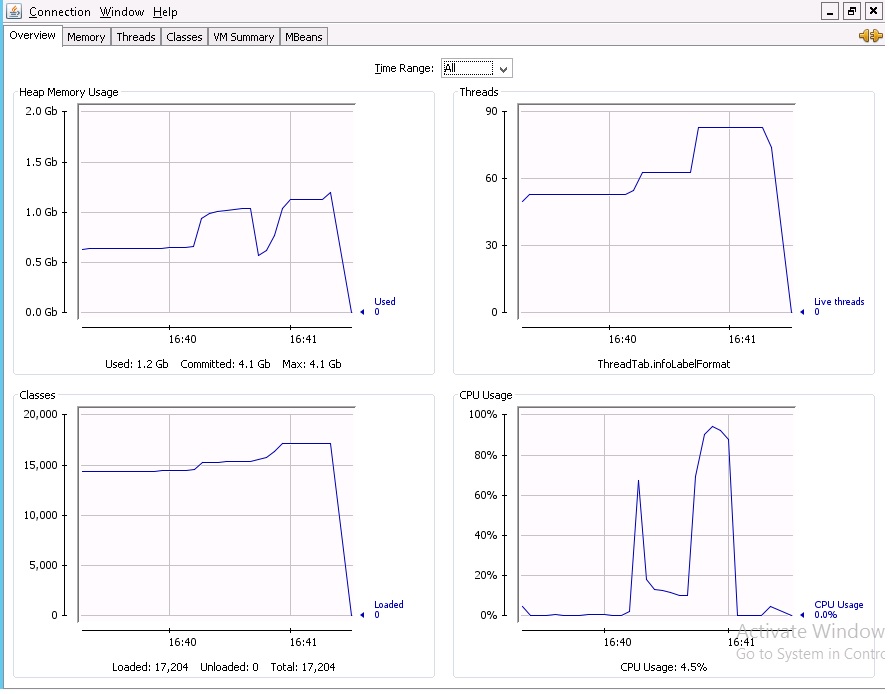 Connection Window Help
Overview Memory Threads Classes VM Summary MBeans
Time Range: All
Heap Memory Usage
2.0 Gb
1.5 Gb
1.0 Gb
0.5 Gb
0.0 Gb
Used
0
16:40 16:41
Used: 1.2 Gb Committed: 4.1 Gb Max: 4.1 Gb
Threads
90
60
30
0
Live threads
0
16:40 16:41
ThreadTab.infoLabelFormat
Classes
20,000
15,000
10,000
5,000
0
Loaded
0
16:40 16:41
Loaded: 17,204 Unloaded: 0 Total: 17,204
CPU Usage
100%
80%
60%
40%
20%
0%
CPU Usage
0.0%
16:40 16:41
CPU Usage: 4.5%
Activate Window
Go to System in Contro